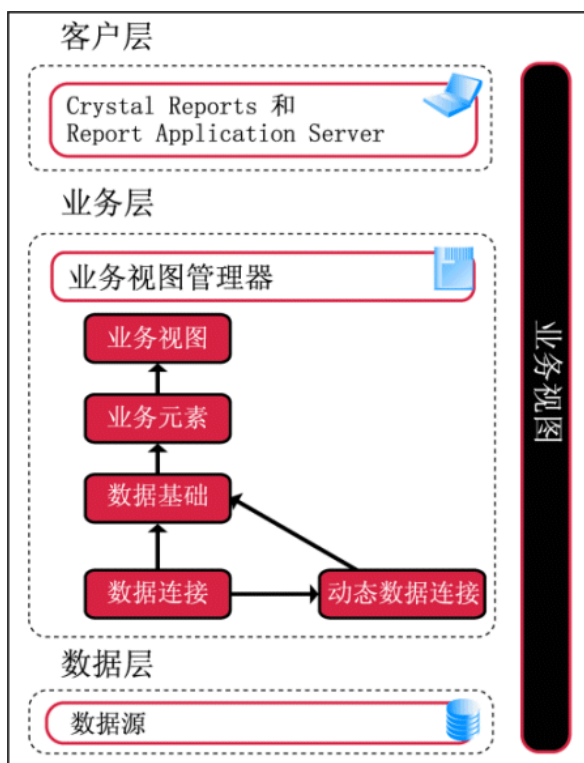 客户层
Crystal Reports 和
Report Application Server
业务层
业务视图管理器
业务视图
业务元素
数据基础
数据连接
动态数据连接
数据层
数据源
业务视图